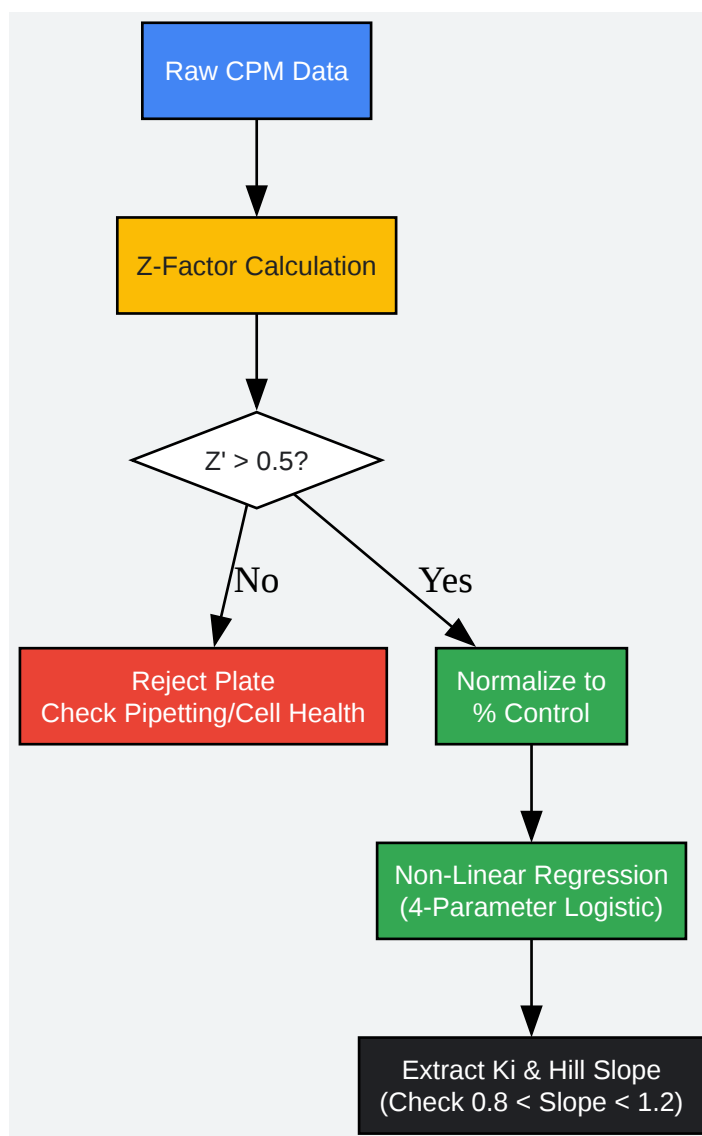 Raw CPM Data
Z-Factor Calculation
Z' > 0.5?
No
Yes
Reject Plate
Check Pipetting/Cell Health
Normalize to
% Control
Non-Linear Regression
(4-Parameter Logistic)
Extract Ki & Hill Slope
(Check 0.8 < Slope < 1.2)